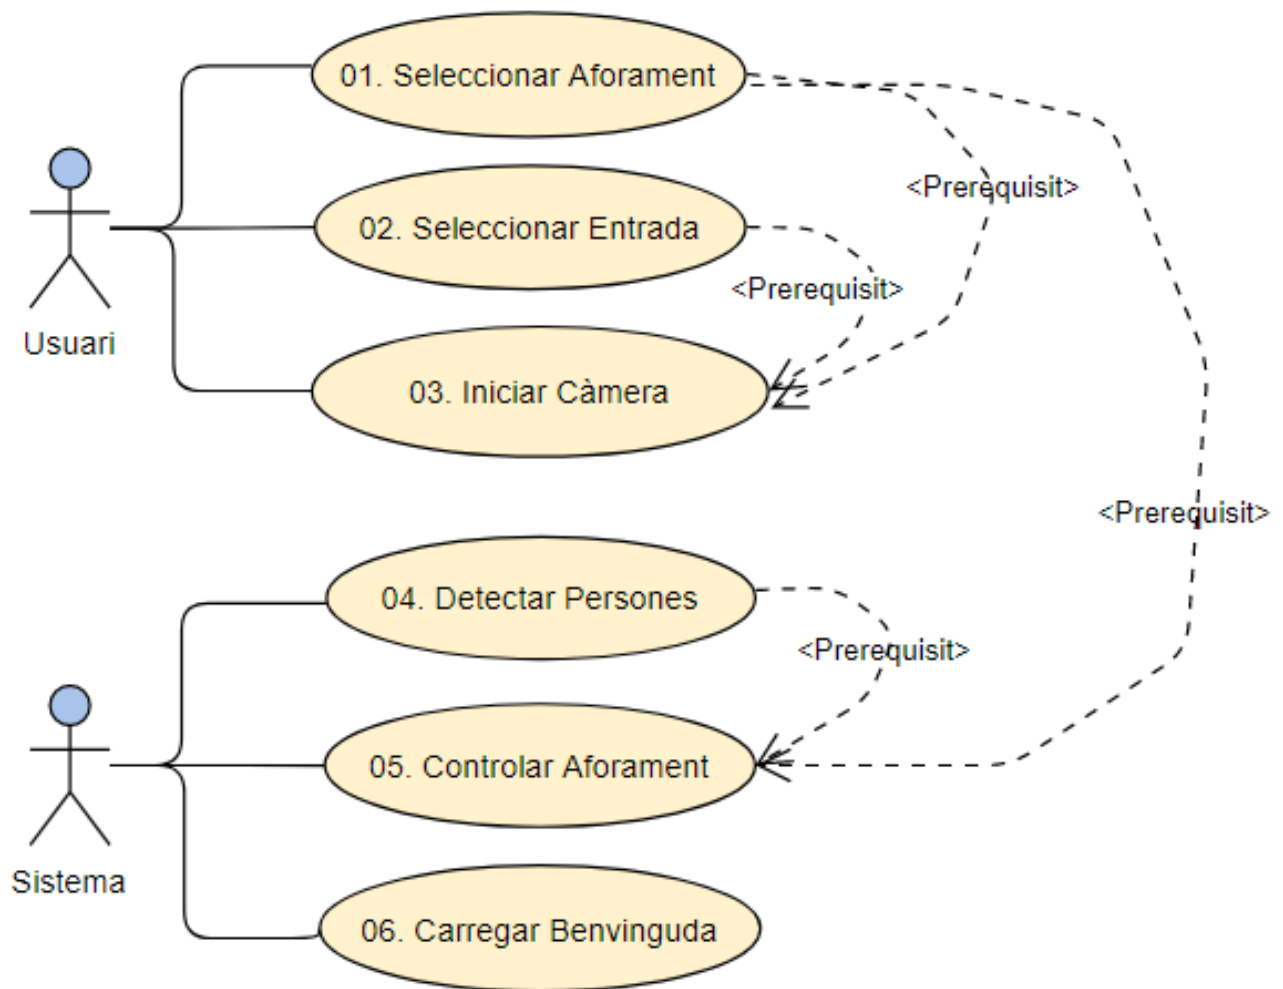 01. Seleccionar Aforament
<Prerequisit>
02. Seleccionar Entrada
<Prerequisit>
Usuari
03. Iniciar Càmera
<Prerequisit>
04. Detectar Persones
<Prerequisit>
05. Controlar Aforament
Sistema
06. Carregar Benvinguda